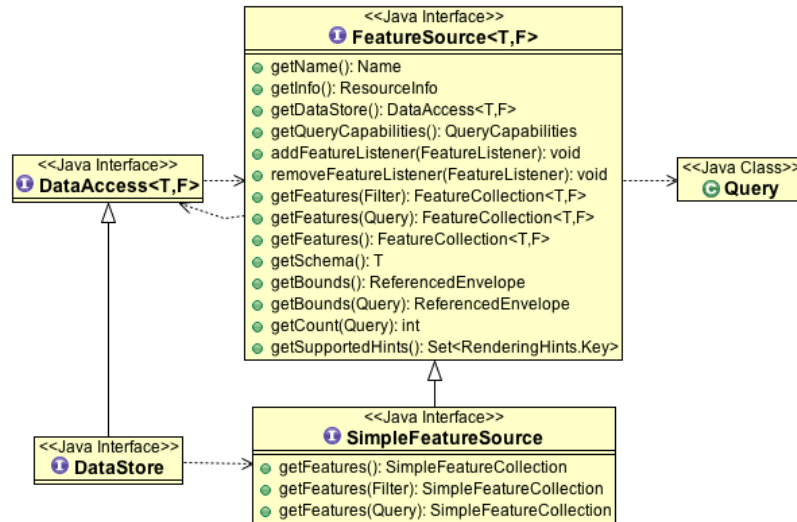 <<Java Interface>>
I FeatureSource<T,F>
getName(): Name
getInfo(): ResourceInfo
getDataStore(): DataAccess<T,F>
getQueryCapabilities(): QueryCapabilities
addFeatureListener(FeatureListener): void
removeFeatureListener(FeatureListener): void
getFeatures(Filter): FeatureCollection<T,F>
getFeatures(Query): FeatureCollection<T,F>
getFeatures(): FeatureCollection<T,F>
getSchema(): T
getBounds(): ReferencedEnvelope
getBounds(Query): ReferencedEnvelope
getCount(Query): int
getSupportedHints(): Set<RenderingHints.Key>
<<Java Interface>>
I DataAccess<T,F>
<<Java Class>>
C Query
<<Java Interface>>
I DataStore
<<Java Interface>>
I SimpleFeatureSource
getFeatures(): SimpleFeatureCollection
getFeatures(Filter): SimpleFeatureCollection
getFeatures(Query): SimpleFeatureCollection